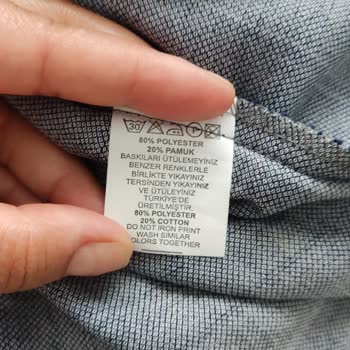 30
80% POLYESTER
20% PAMUK
BASKILARI ÜTÜLEMEYİNİZ
BENZER RENKLERLE
BİRLİKTE YIKAYINIZ
TERSİNDEN YIKAYINIZ
VE ÜTÜLEYİNİZ
TÜRKİYE'DE
ÜRETİLMİŞTİR.
80% POLYESTER
20% COTTON
DO NOT IRON PRINT
WASH SIMILAR
COLORS TOGETHER